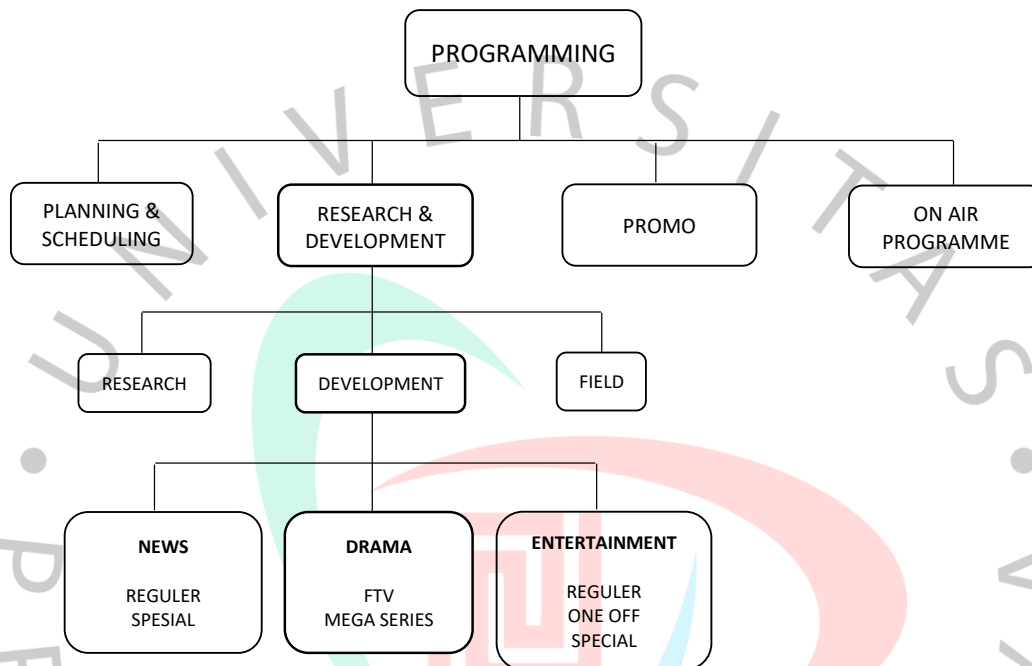 PROGRAMMING
UNIVERSITAS
PLANNING &
SCHEDULING
RESEARCH &
DEVELOPMENT
PROMO
ON AIR
PROGRAMME
RESEARCH
DEVELOPMENT
FIELD
NEWS
REGULER
SPESIAL
DRAMA
FTV
MEGA SERIES
ENTERTAINMENT
REGULER
ONE OFF
SPECIAL